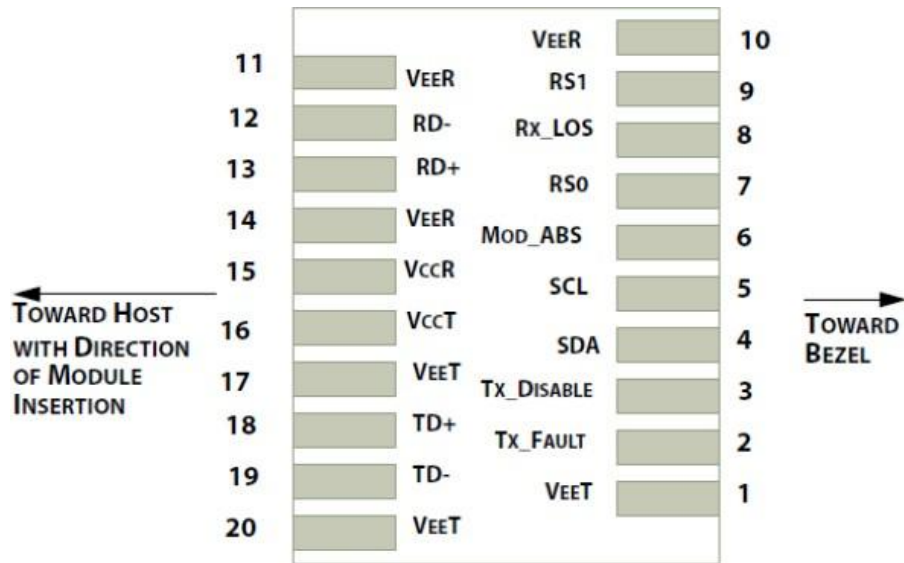 VEER 10
11 VEER
RS1 9
12 RD-
Rx_LOS 8
13 RD+
RS0 7
14 VEER
MOD_ABS 6
15 VCCR
SCL 5
TOWARD HOST
WITH DIRECTION
OF MODULE
INSERTION
16 VCCT
TOWARD
BEZEL
SDA 4
17 VEET
TX_DISABLE 3
18 TD+
TX_FAULT 2
19 TD-
VEET 1
20 VEET